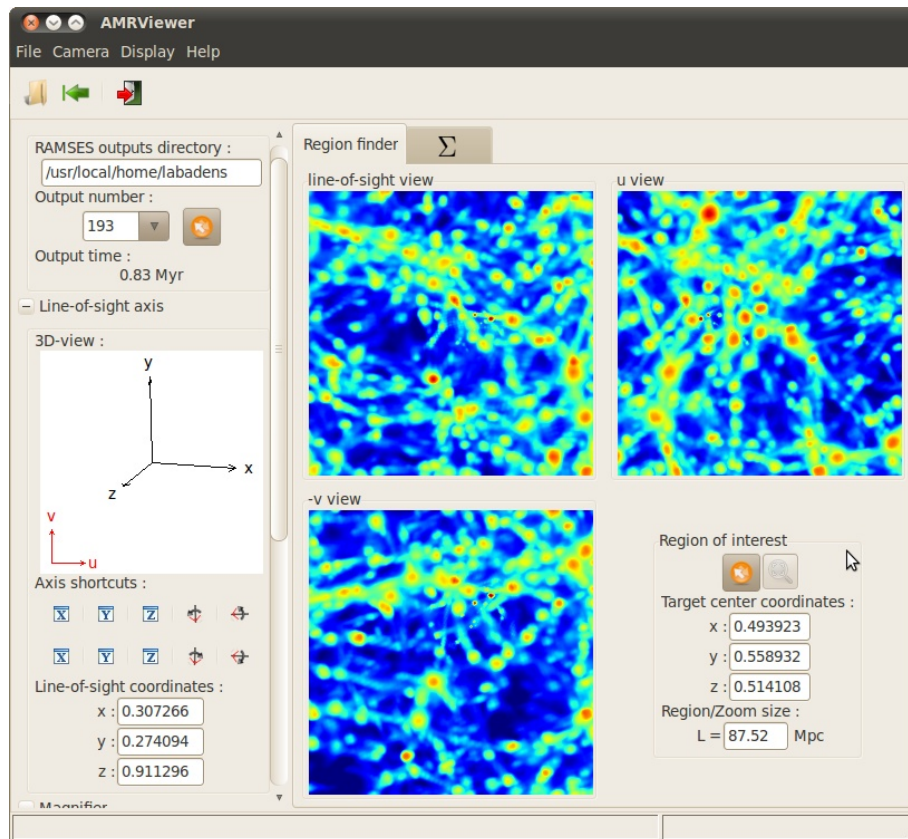 AMRViewer
File Camera Display Help
RAMSES outputs directory :
/usr/local/home/labadens
Output number :
193
Output time :
0.83 Myr
Line-of-sight axis
3D-view :
y
x
z
v
u
Axis shortcuts :
X Y Z
X Y Z
Line-of-sight coordinates :
x : 0.307266
y : 0.274094
z : 0.911296
Magnifier
Region finder Σ
line-of-sight view
u view
-v view
Region of interest
Target center coordinates :
x : 0.493923
y : 0.558932
z : 0.514108
Region/Zoom size :
L = 87.52 Mpc